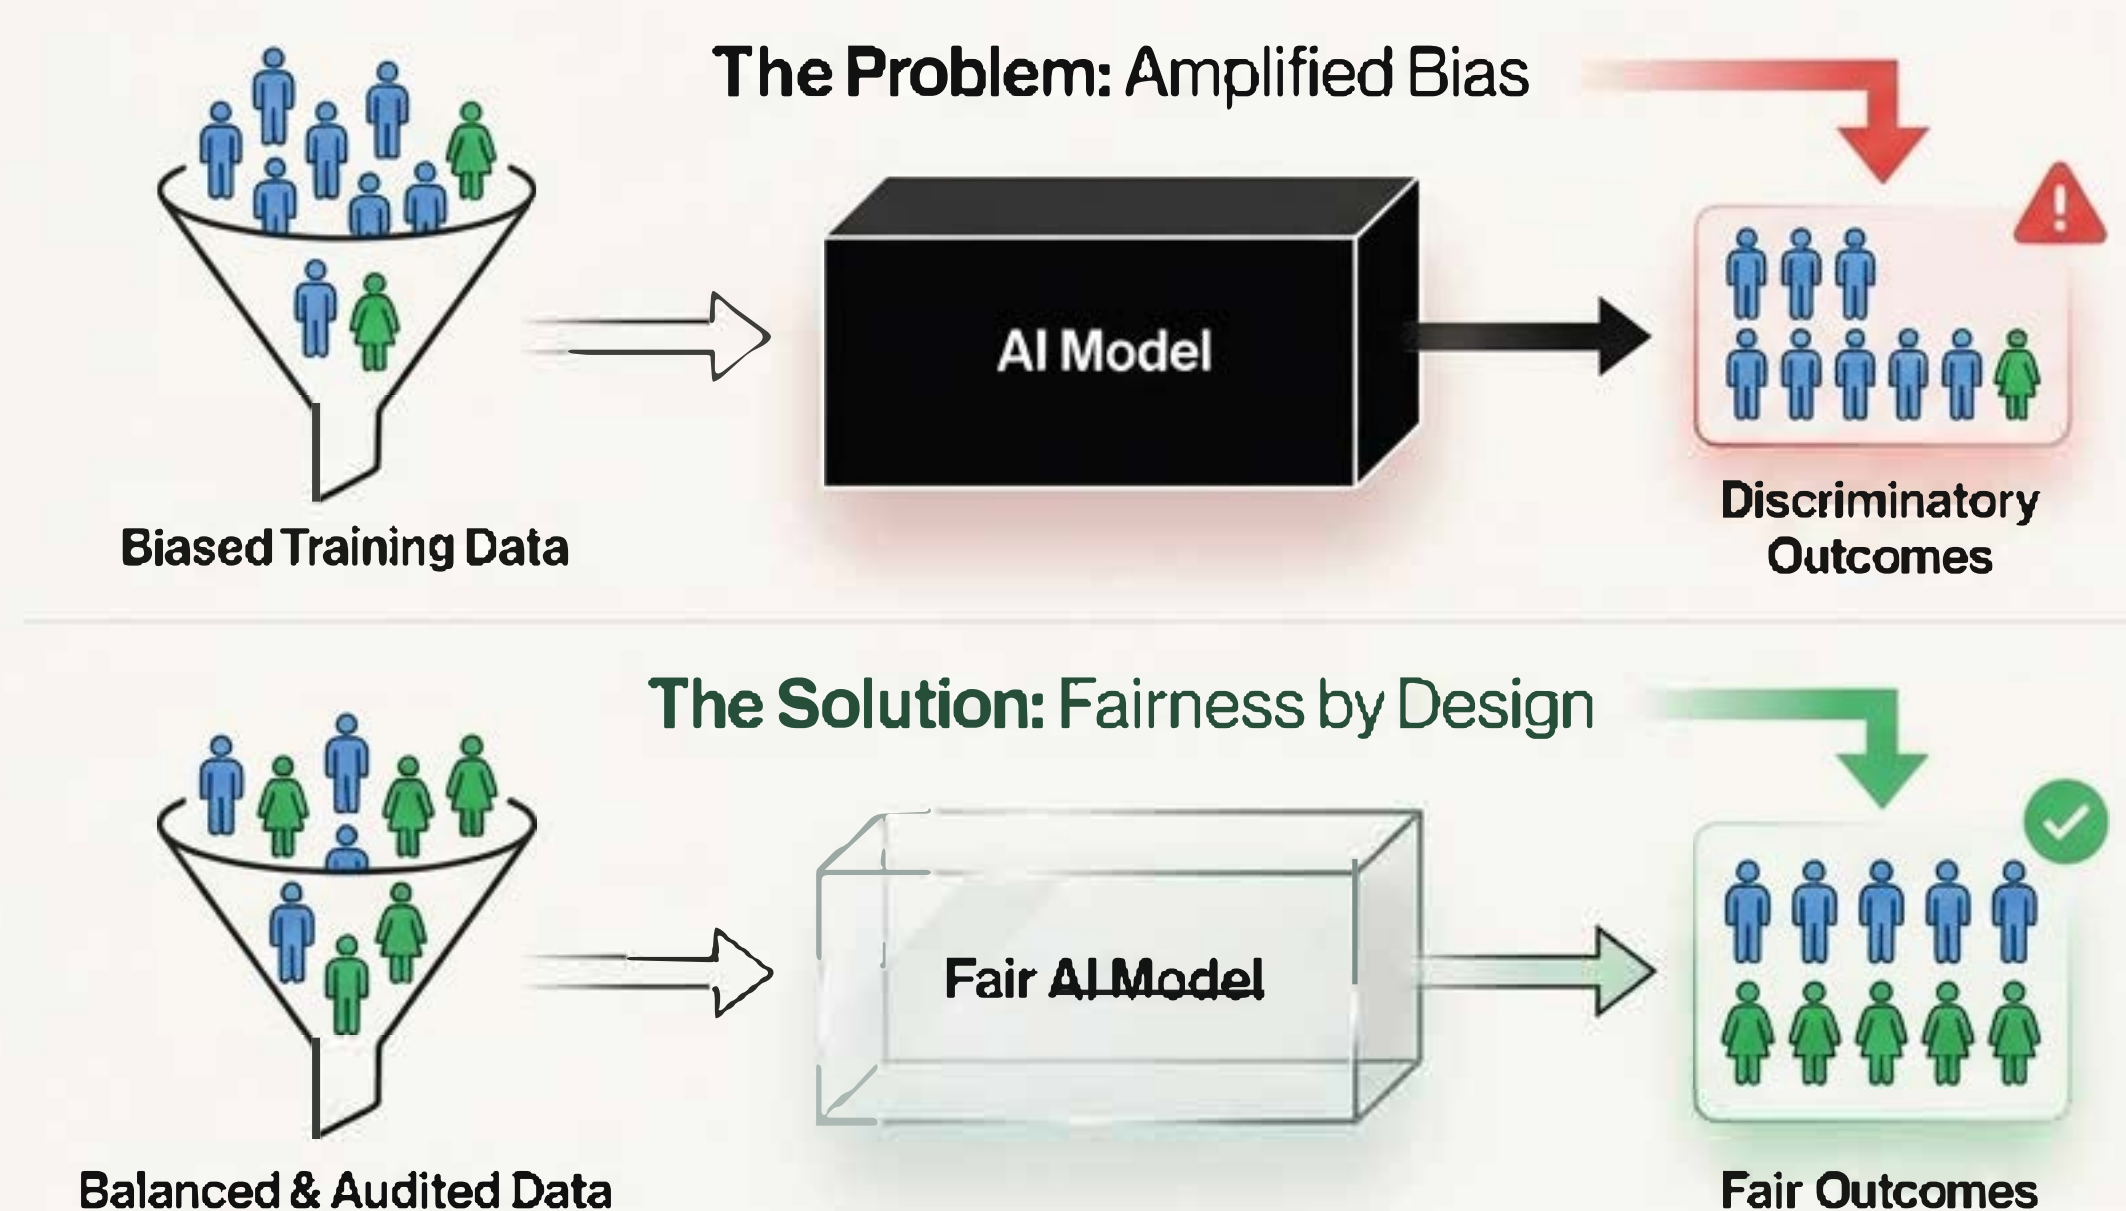 The Problem: Amplified Bias
AI Model
Biased Training Data
Discriminatory
Outcomes
The Solution: Fairness by Design
Fair AI Model
Balanced & Audited Data
Fair Outcomes